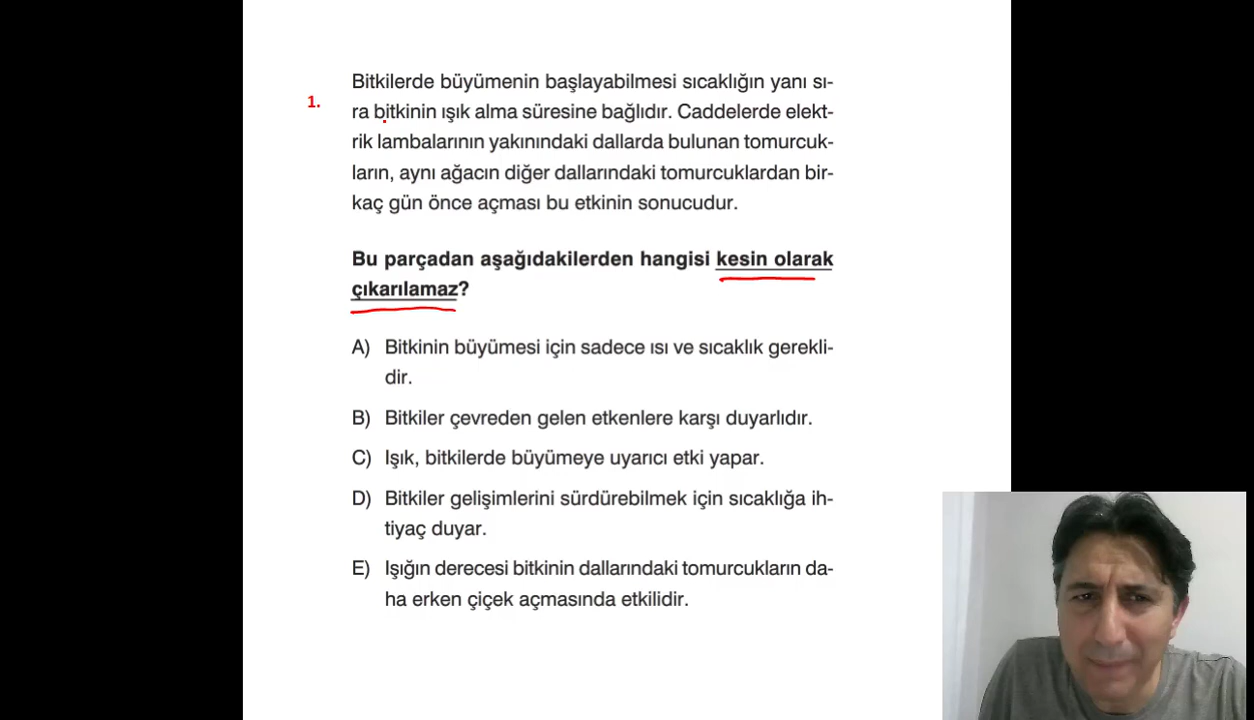 1.
Bitkilerde büyümenin başlayabilmesi sıcaklığın yanı sı-
ra bitkinin ışık alma süresine bağlıdır. Caddelerde elekt-
rik lambalarının yakınındaki dallarda bulunan tomurcuk-
ların, aynı ağacın diğer dallarındaki tomurcuklardan bir-
kaç gün önce açması bu etkinin sonucudur.
Bu parçadan aşağıdakilerden hangisi kesin olarak
çıkarılamaz?
A) Bitkinin büyümesi için sadece ısı ve sıcaklık gerekli-
dir.
B) Bitkiler çevreden gelen etkenlere karşı duyarlıdır.
C) Işık, bitkilerde büyümeye uyarıcı etki yapar.
D) Bitkiler gelişimlerini sürdürebilmek için sıcaklığa ih-
tiyaç duyar.
E) Işığın derecesi bitkinin dallarındaki tomurcukların da-
ha erken çiçek açmasında etkilidir.